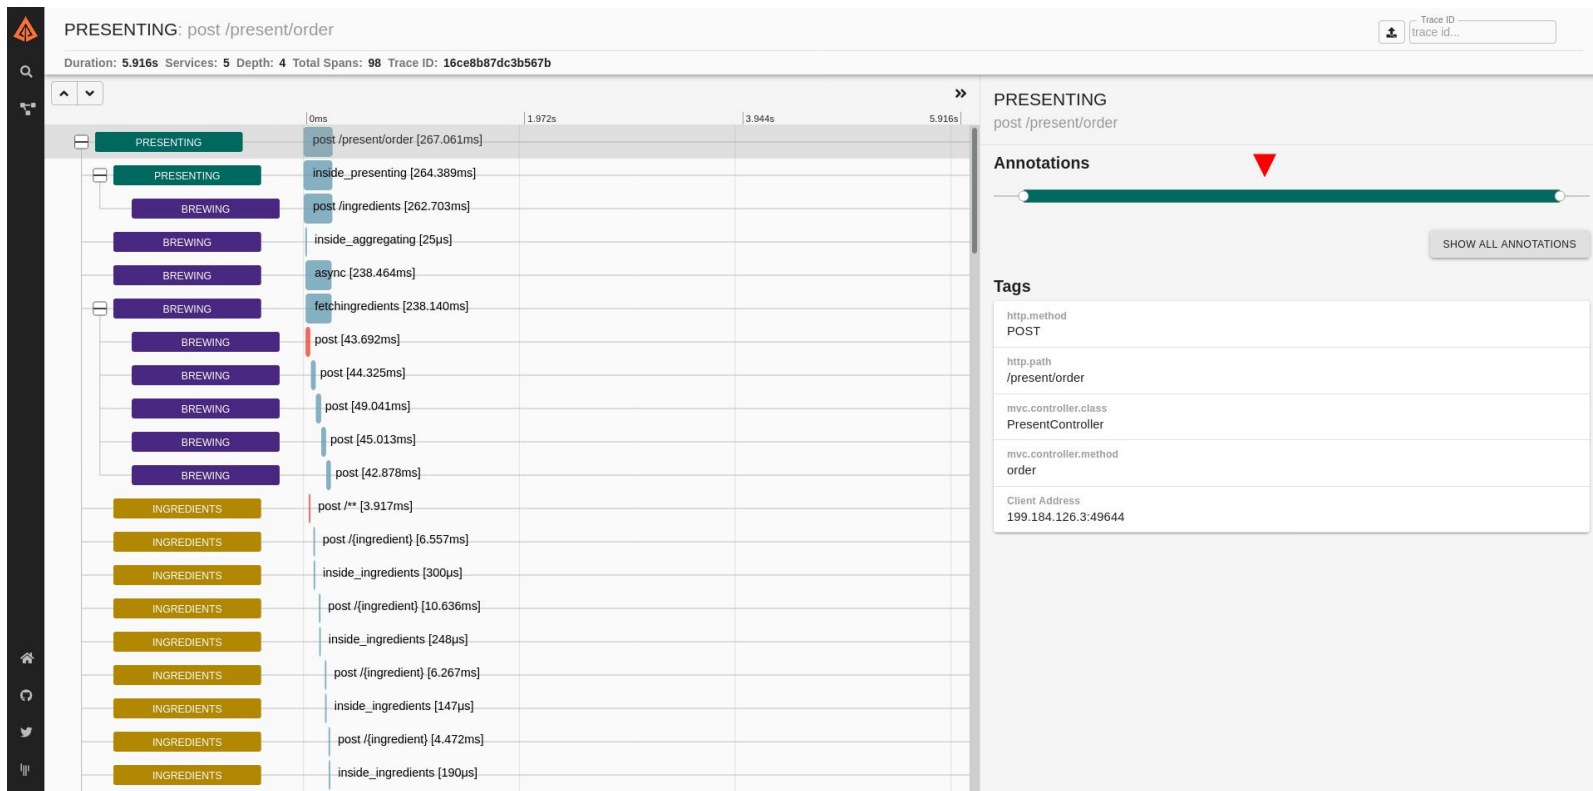 PRESENTING: post /present/order
Trace ID
trace id...
Duration: 5.916s Services: 5 Depth: 4 Total Spans: 98 Trace ID: 16ce8b87dc3b567b
0ms 1.972s 3.944s 5.916s
PRESENTING post /present/order [267.061ms]
PRESENTING inside_presenting [264.389ms]
BREWING post /ingredients [262.703ms]
BREWING inside_aggregating [25μs]
BREWING async [238.464ms]
BREWING fetchingredients [238.140ms]
BREWING post [43.692ms]
BREWING post [44.325ms]
BREWING post [49.041ms]
BREWING post [45.013ms]
BREWING post [42.878ms]
INGREDIENTS post /** [3.917ms]
INGREDIENTS post /{ingredient} [6.557ms]
INGREDIENTS inside_ingredients [300μs]
INGREDIENTS post /{ingredient} [10.636ms]
INGREDIENTS inside_ingredients [248μs]
INGREDIENTS post /{ingredient} [6.267ms]
INGREDIENTS inside_ingredients [147μs]
INGREDIENTS post /{ingredient} [4.472ms]
INGREDIENTS inside_ingredients [190μs]
PRESENTING
post /present/order
Annotations
SHOW ALL ANNOTATIONS
Tags
http.method
POST
http.path
/present/order
mvc.controller.class
PresentController
mvc.controller.method
order
Client Address
199.184.126.3:49644